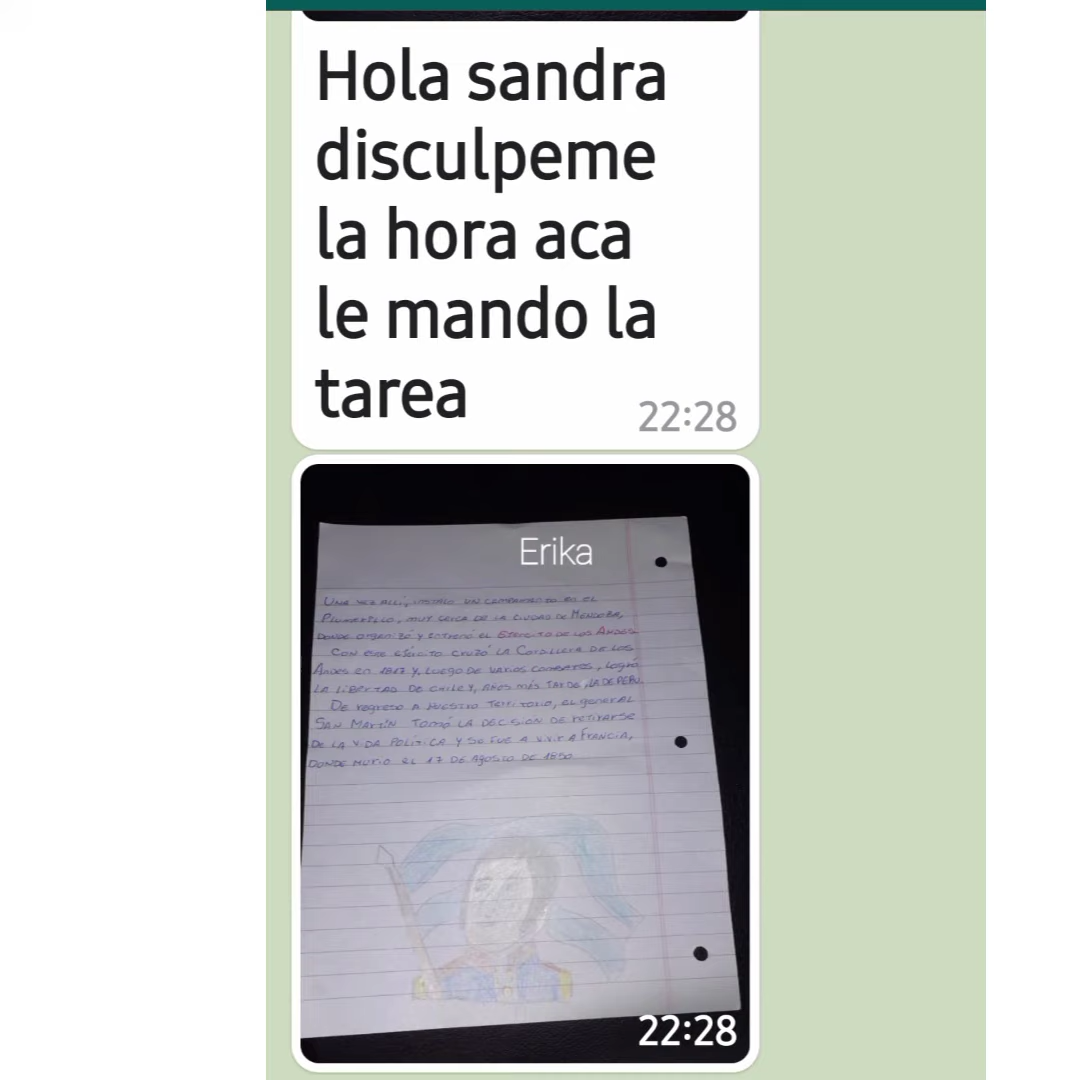 Hola sandra
disculpeme
la hora aca
le mando la
tarea
22:28
Erika
UNA VEZ ALLÍ, INSTALÓ UN CAMPAMENTO EN EL
PLUMERILLO, MUY CERCA DE LA CIUDAD DE MENDOZA,
DONDE ORGANIZÓ Y ENTRENÓ EL EJERCITO DE LOS ANDES.
CON ESE EJÉRCITO CRUZÓ LA CORDILLERA DE LOS
ANDES EN 1817 Y, LUEGO DE VARIOS COMBATES, LOGRÓ
LA LIBERTAD DE CHILE Y, AÑOS MÁS TARDE, LA DE PERÚ.
DE REGRESO A NUESTRO TERRITORIO, EL GENERAL
SAN MARTÍN TOMÓ LA DECISIÓN DE RETIRARSE
DE LA VIDA POLÍTICA Y SE FUE A VIVIR A FRANCIA,
DONDE MURIO EL 17 DE AGOSTO DE 1850
22:28